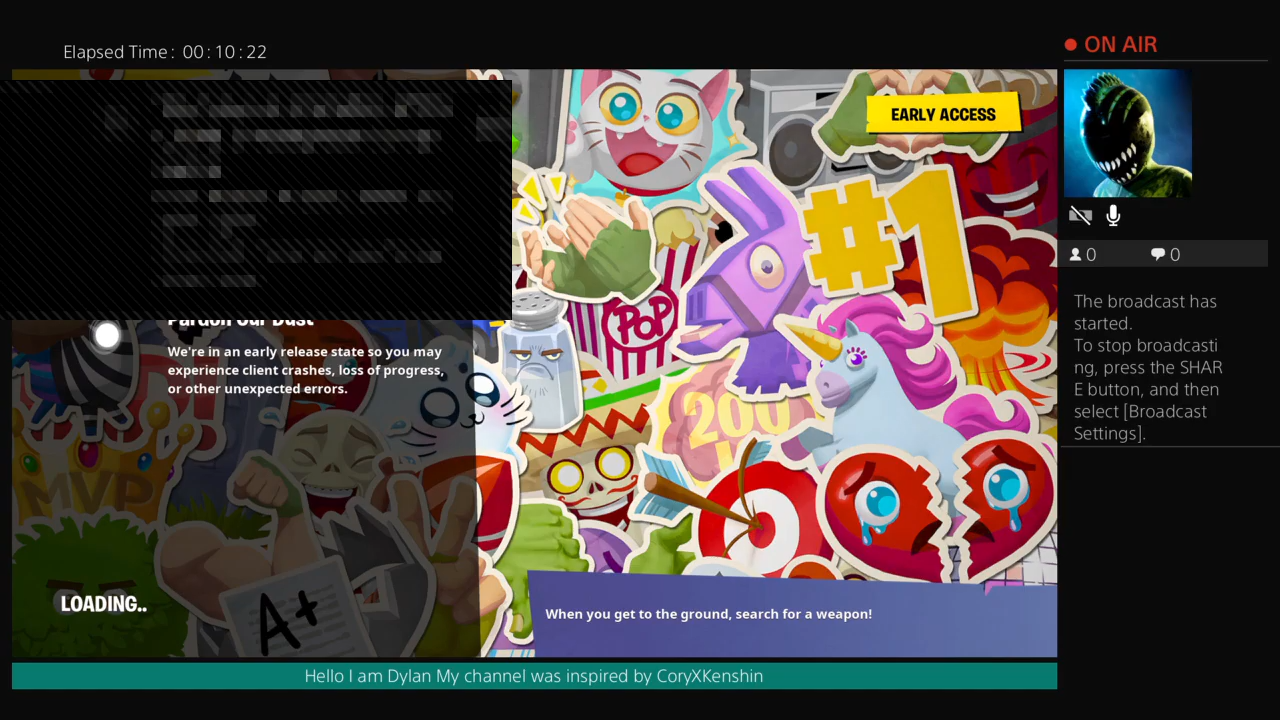 Elapsed Time: 00:10:22
ON AIR
EARLY ACCESS
#1
POP
200
0
0
The broadcast has
started.
To stop broadcasti
ng, press the SHAR
E button, and then
select [Broadcast
Settings].
Pardon Our Dust
We're in an early release state so you may
experience client crashes, loss of progress,
or other unexpected errors.
MVP
A+
LOADING..
When you get to the ground, search for a weapon!
Hello I am Dylan My channel was inspired by CoryXKenshin